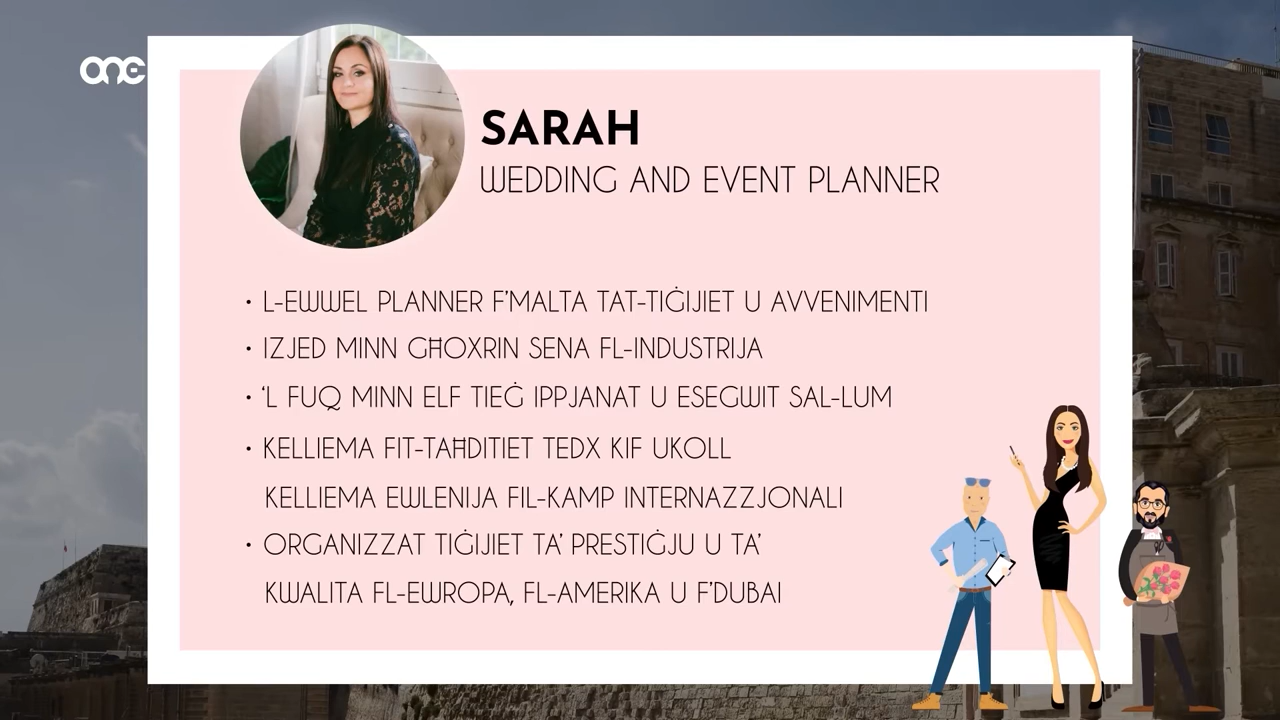 ONE
SARAH
WEDDING AND EVENT PLANNER
• L-EWWEL PLANNER F'MALTA TAT-TIĠIJIET U AVVENIMENTI
• IZJED MINN GĦOXRIN SENA FL-INDUSTRIJA
• 'L FUQ MINN ELF TIEĠ IPPJANAT U ESEGWIT SAL-LUM
• KELLIEMA FIT-TAĦDITIET TEDX KIF UKOLL
KELLIEMA EWLENIJA FIL-KAMP INTERNAZZJONALI
• ORGANIZZAT TIĠIJIET TA' PRESTIĠJU U TA'
KWALITA FL-EWROPA, FL-AMERIKA U F'DUBAI